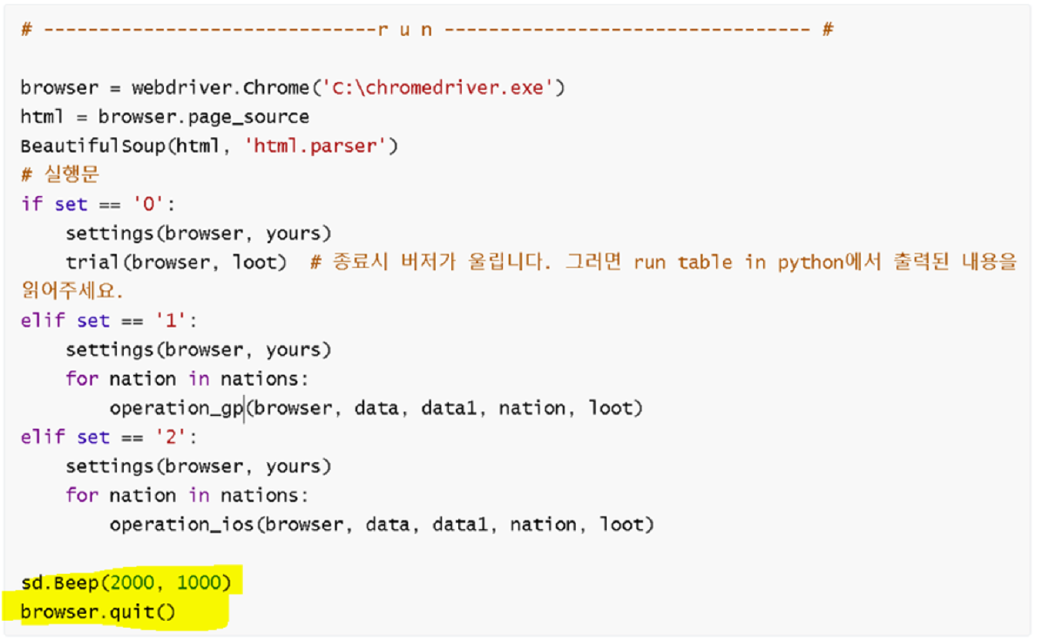 # ------------------------------r u n --------------------------------- #
browser = webdriver.Chrome('C:\chromedriver.exe')
html = browser.page_source
BeautifulSoup(html, 'html.parser')
# 실행문
if set == '0':
    settings(browser, yours)
    trial(browser, loot)  # 종료시 버저가 울립니다. 그러면 run table in python에서 출력된 내용을
읽어주세요.
elif set == '1':
    settings(browser, yours)
    for nation in nations:
        operation_gp(browser, data, data1, nation, loot)
elif set == '2':
    settings(browser, yours)
    for nation in nations:
        operation_ios(browser, data, data1, nation, loot)
sd.Beep(2000, 1000)
browser.quit()